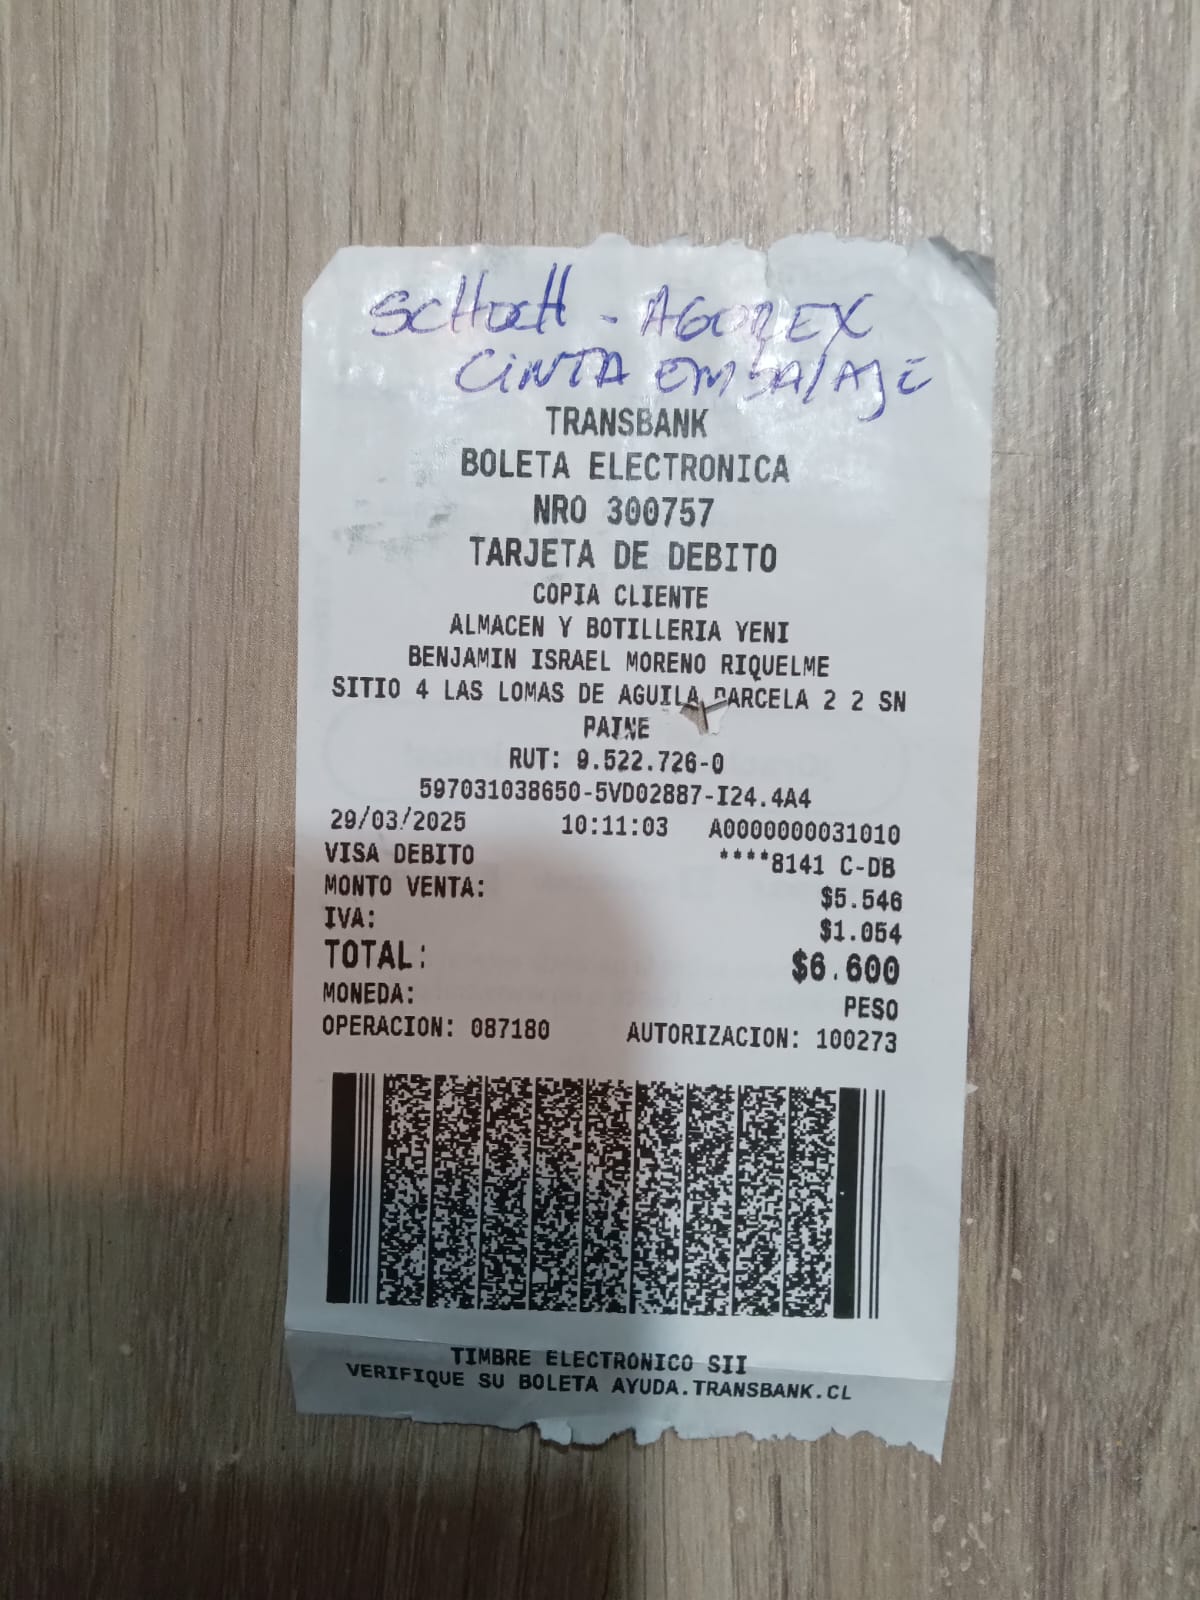 SCHOCH - AGOREX
CINTA EMBALAJE
TRANSBANK
BOLETA ELECTRONICA
NRO 300757
TARJETA DE DEBITO
COPIA CLIENTE
ALMACEN Y BOTILLERIA YENI
BENJAMIN ISRAEL MORENO RIQUELME
SITIO 4 LAS LOMAS DE AGUILA PARCELA 2 2 SN
PAINE
RUT: 9.522.726-0
597031038650-5VD02887-I24.4A4
29/03/2025 10:11:03 A0000000031010
VISA DEBITO ****8141 C-DB
MONTO VENTA: $5.546
IVA: $1.054
TOTAL: $6.600
MONEDA: PESO
OPERACION: 087180 AUTORIZACION: 100273
TIMBRE ELECTRONICO SII
VERIFIQUE SU BOLETA AYUDA.TRANSBANK.CL